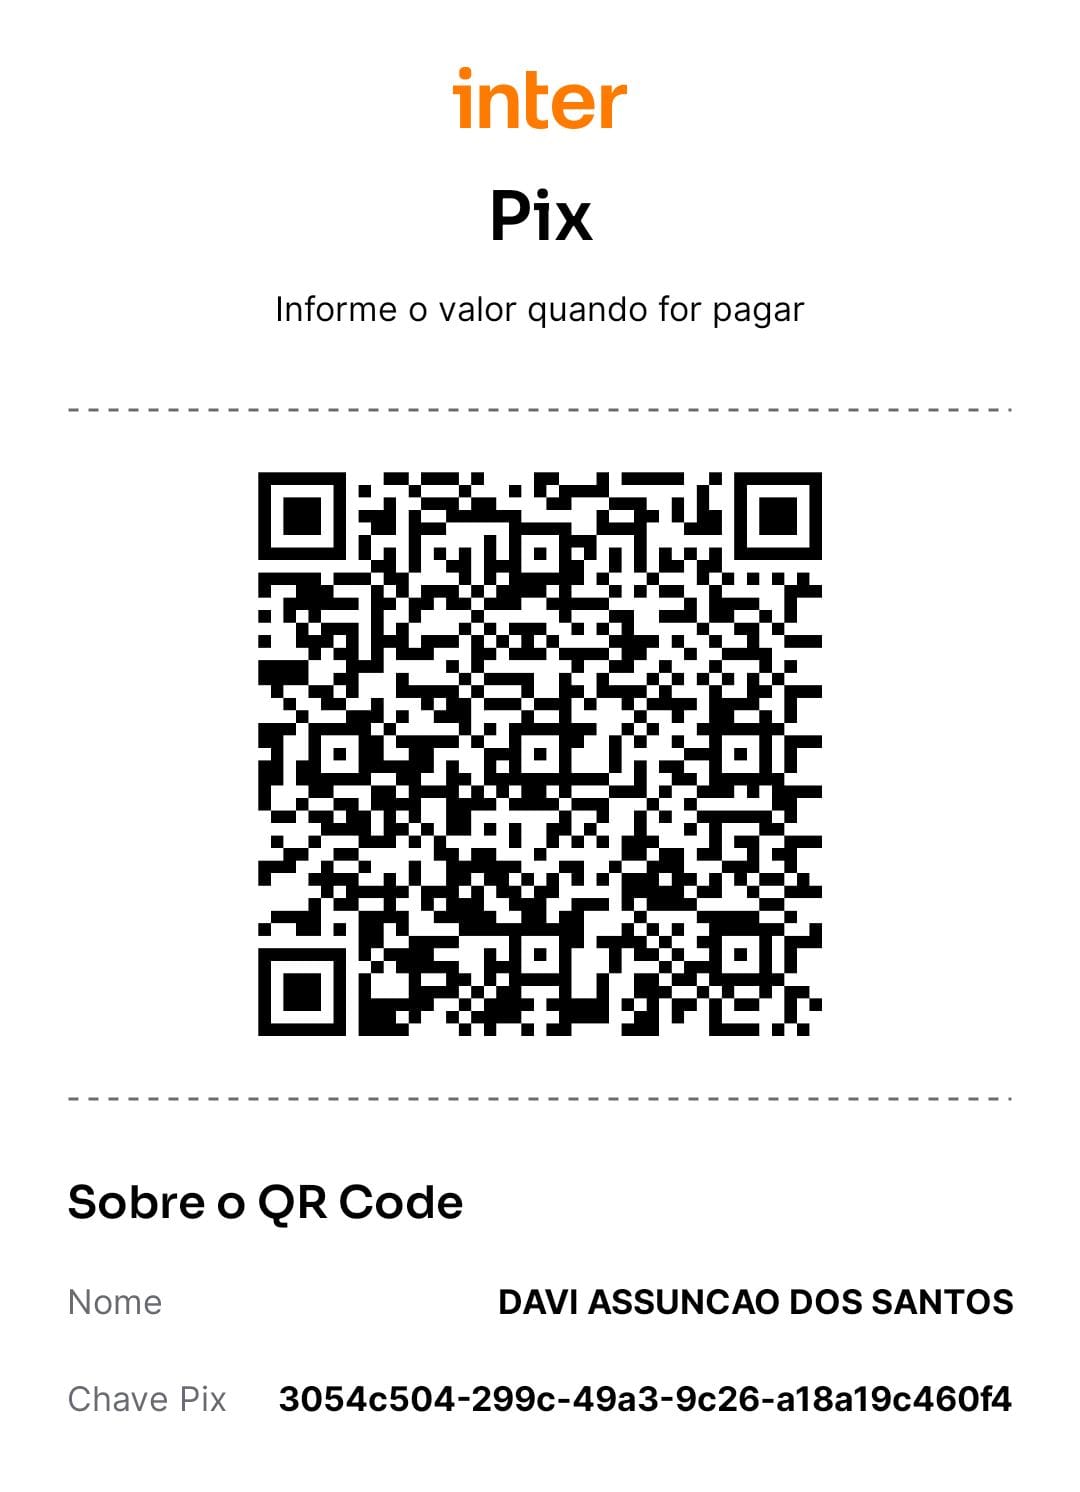 inter
Pix
Informe o valor quando for pagar
Sobre o QR Code
Nome DAVI ASSUNCAO DOS SANTOS
Chave Pix 3054c504-299c-49a3-9c26-a18a19c460f4